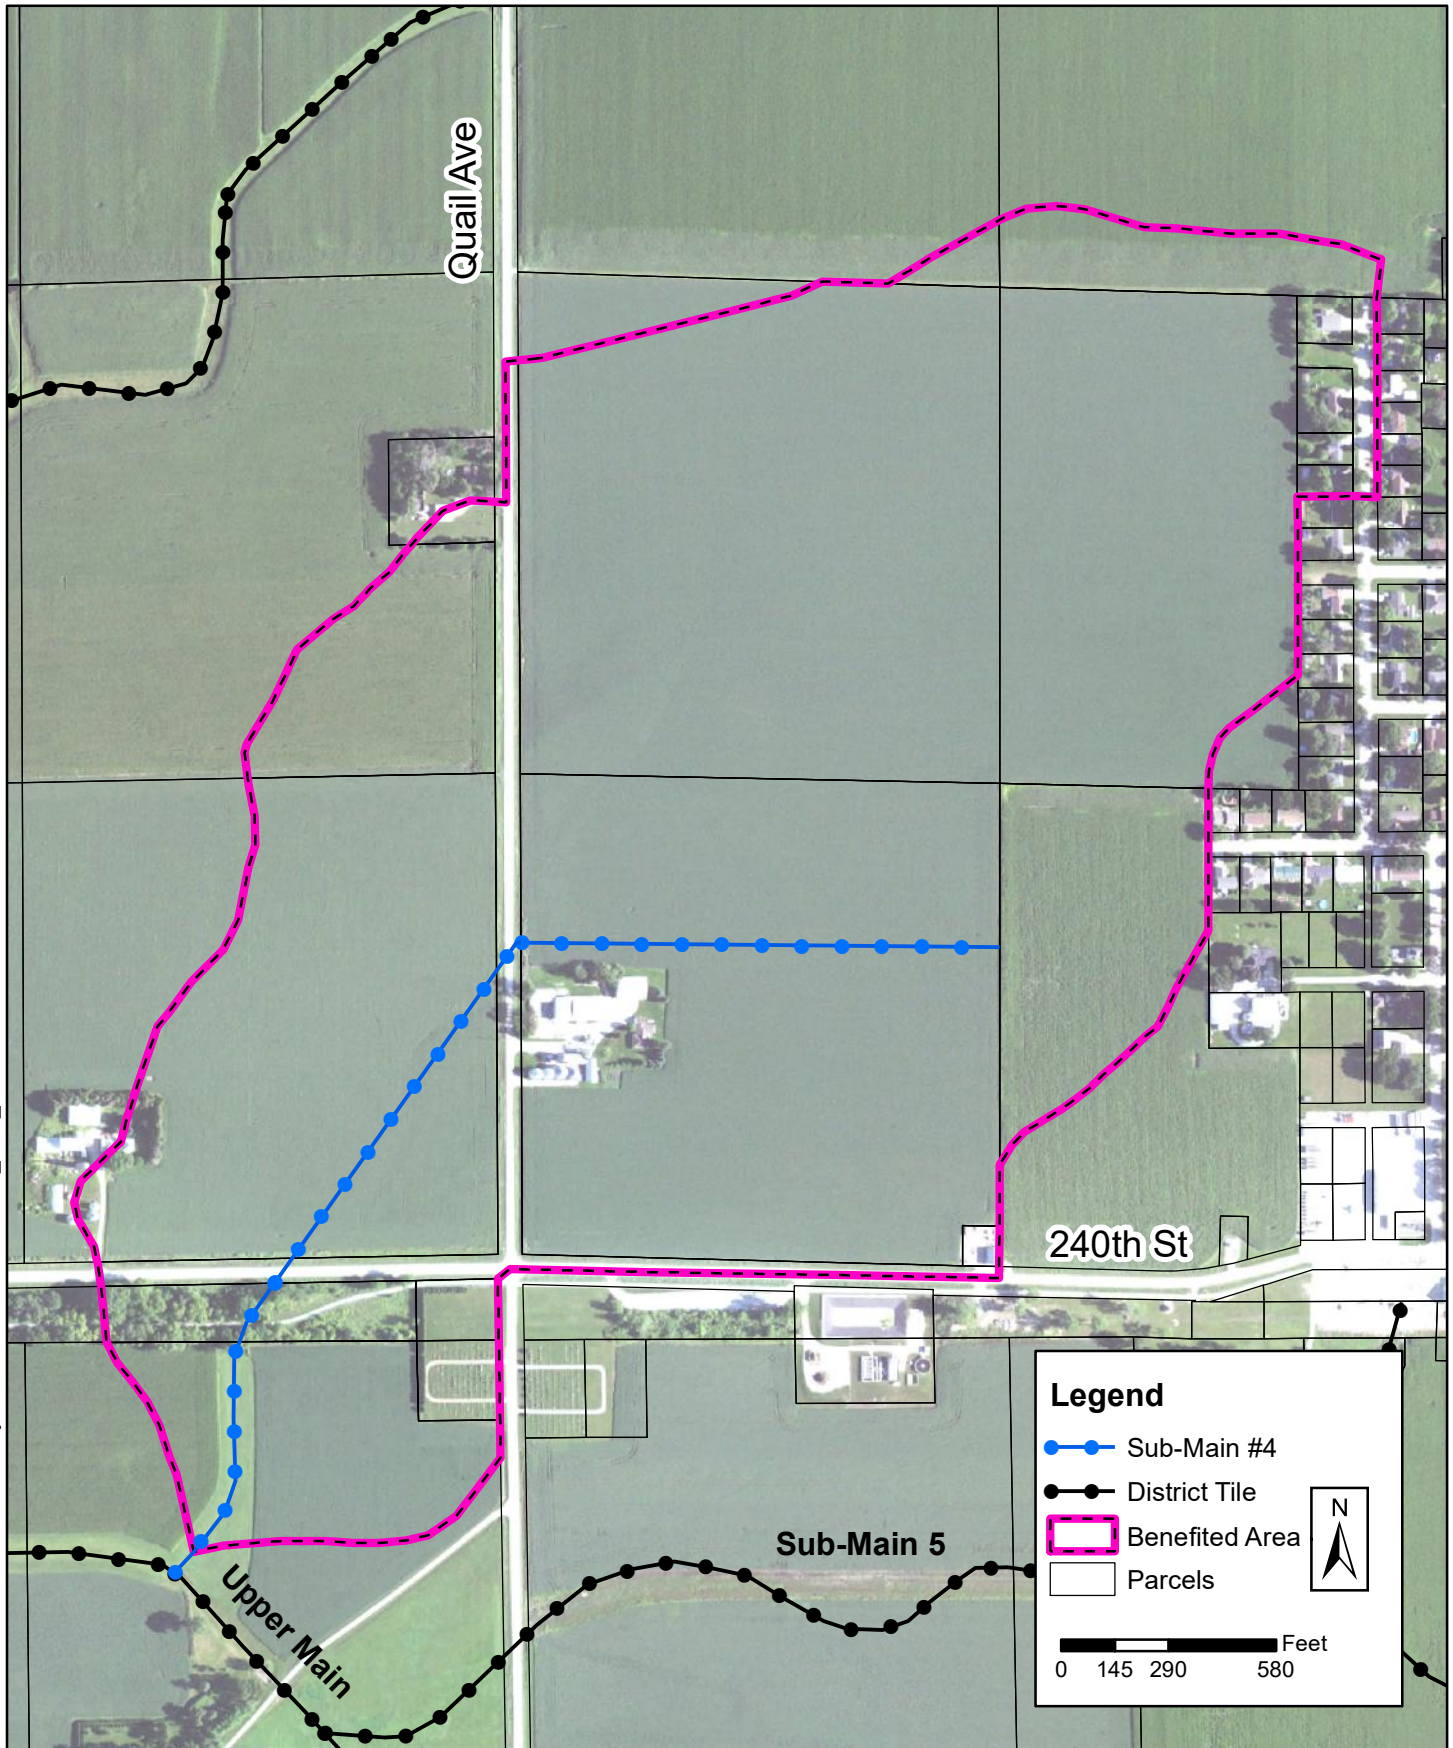 Quail Ave
240th St
Sub-Main 5
Upper Main
Legend
Sub-Main #4
District Tile
Benefited Area
Parcels
N
Feet
0 145 290 580